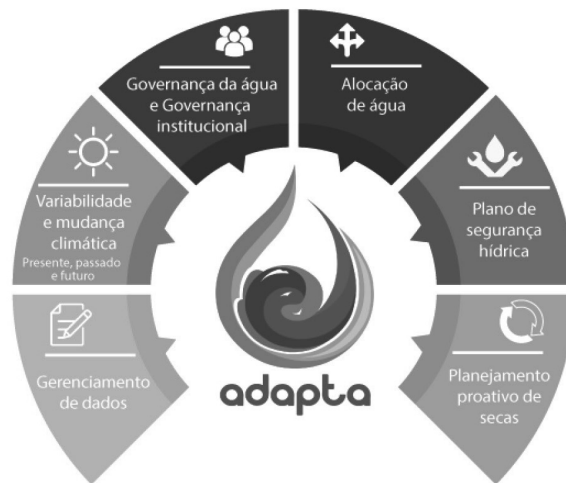 Governança da água
e Governança
institucional
Alocação
de água
Variabilidade
e mudança
climática
Presente, passado
e futuro
Plano de
segurança
hídrica
Gerenciamento
de dados
Planejamento
proativo de
secas
adapta